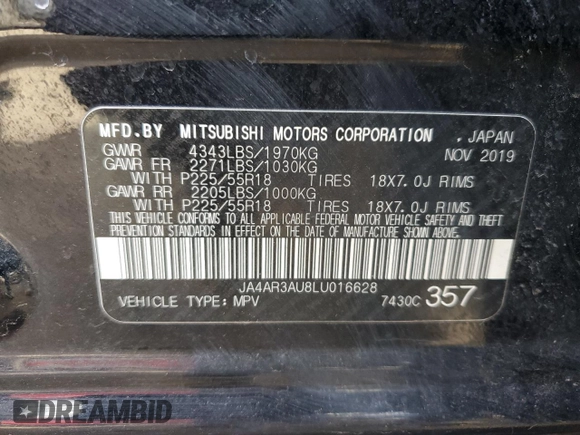 MFD.BY MITSUBISHI MOTORS CORPORATION . JAPAN
GVWR 4343LBS/1970KG NOV 2019
GAWR FR 2271LBS/1030KG
WITH P225/55R18 TIRES 18X7.0J RIMS
GAWR RR 2205LBS/1000KG
WITH P225/55R18 TIRES 18X7.0J RIMS
THIS VEHICLE CONFORMS TO ALL APPLICABLE FEDERAL MOTOR VEHICLE SAFETY AND THEFT
PREVENTION STANDARDS IN EFFECT ON THE DATE OF MANUFACTURE SHOWN ABOVE.
JA4AR3AU8LU016628
VEHICLE TYPE: MPV 7430C 357
DREAMBID